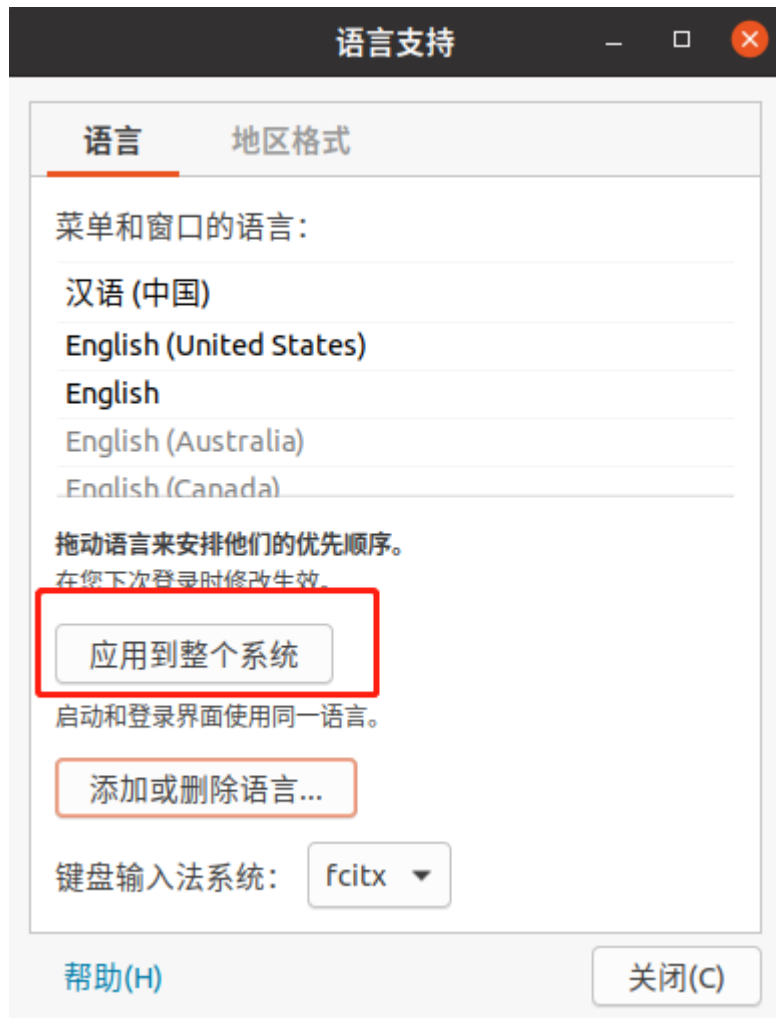 语言支持
语言 地区格式
菜单和窗口的语言：
汉语 (中国)
English (United States)
English
English (Australia)
English (Canada)
拖动语言来安排他们的优先顺序。
在您下次登录时修改生效。
应用到整个系统
启动和登录界面使用同一语言。
添加或删除语言...
键盘输入法系统： fcitx
帮助(H) 关闭(C)